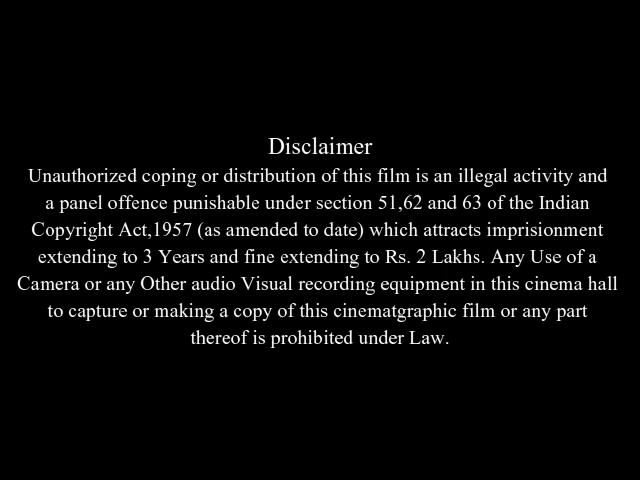 Disclaimer
Unauthorized coping or distribution of this film is an illegal activity and
a panel offence punishable under section 51,62 and 63 of the Indian
Copyright Act,1957 (as amended to date) which attracts imprisionment
extending to 3 Years and fine extending to Rs. 2 Lakhs. Any Use of a
Camera or any Other audio Visual recording equipment in this cinema hall
to capture or making a copy of this cinematgraphic film or any part
thereof is prohibited under Law.